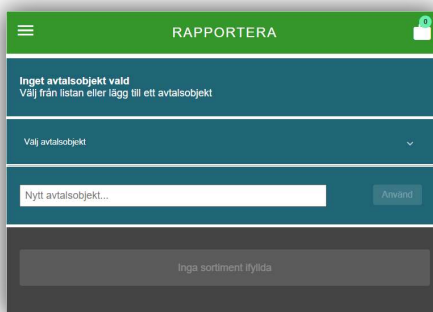 RAPPORTERA
0
Inget avtalsobjekt vald
Välj från listan eller lägg till ett avtalsobjekt
Välj avtalsobjekt
Nytt avtalsobjekt...
Använd
Inga sortiment ifyllda